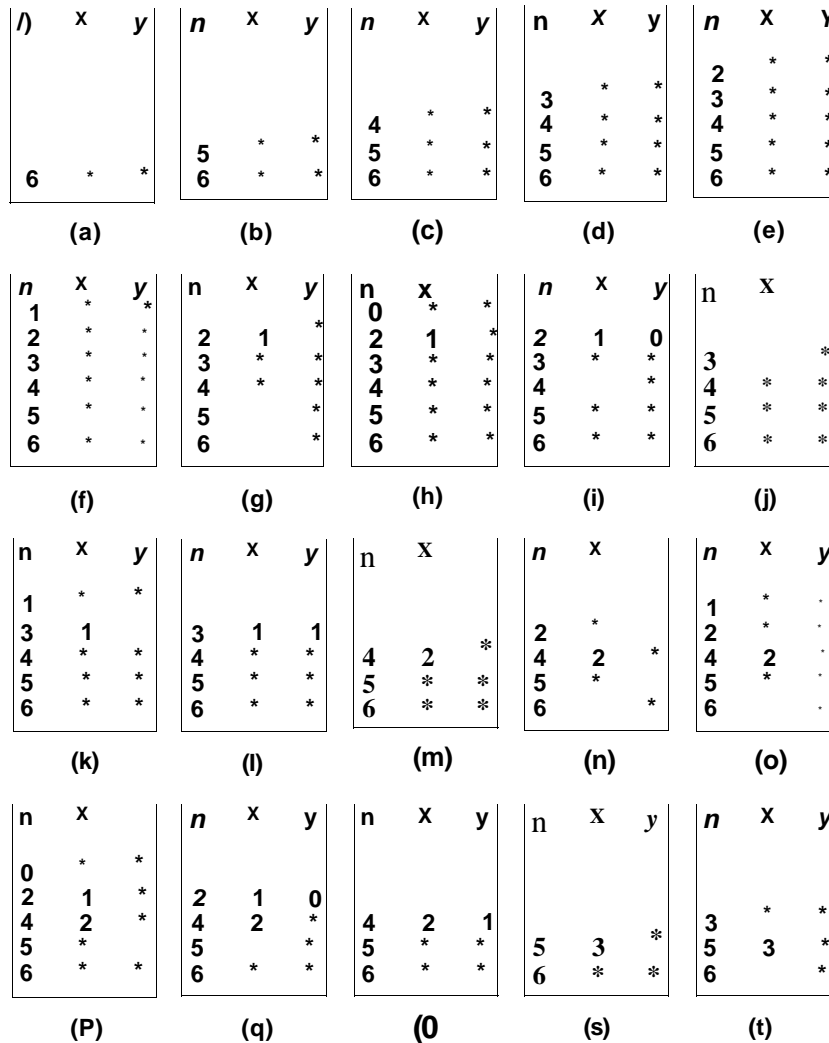 /) X y
6 * *
(a)
n X y
5 * *
6 * *
(b)
n X y
4 * *
5 * *
6 * *
(c)
n X y
3 * *
4 * *
5 * *
6 * *
(d)
n X Y
2 * *
3 * *
4 * *
5 * *
6 * *
(e)
n X y
1 * *
2 * *
3 * *
4 * *
5 * *
6 * *
(f)
n X y
2 1 *
3 * *
4 * *
5 *
6 *
(g)
n x
0 * *
2 1 *
3 * *
4 * *
5 * *
6 * *
(h)
n X y
2 1 0
3 * *
4 *
5 * *
6 * *
(i)
n X
3 *
4 * *
5 * *
6 * *
(j)
n X y
1 * *
3 1
4 * *
5 * *
6 * *
(k)
n X y
3 1 1
4 * *
5 * *
6 * *
(l)
n X
4 2 *
5 * *
6 * *
(m)
n X
2 *
4 2 *
5 *
6 *
(n)
n X y
1 * *
2 * *
4 2 *
5 * *
6 *
(o)
n X
0 * *
2 1 *
4 2 *
5 *
6 * *
(P)
n X y
2 1 0
4 2 *
5 *
6 * *
(q)
n X y
4 2 1
5 * *
6 * *
(0
n X y
5 3 *
6 * *
(s)
n X y
3 * *
5 3 *
6 *
(t)